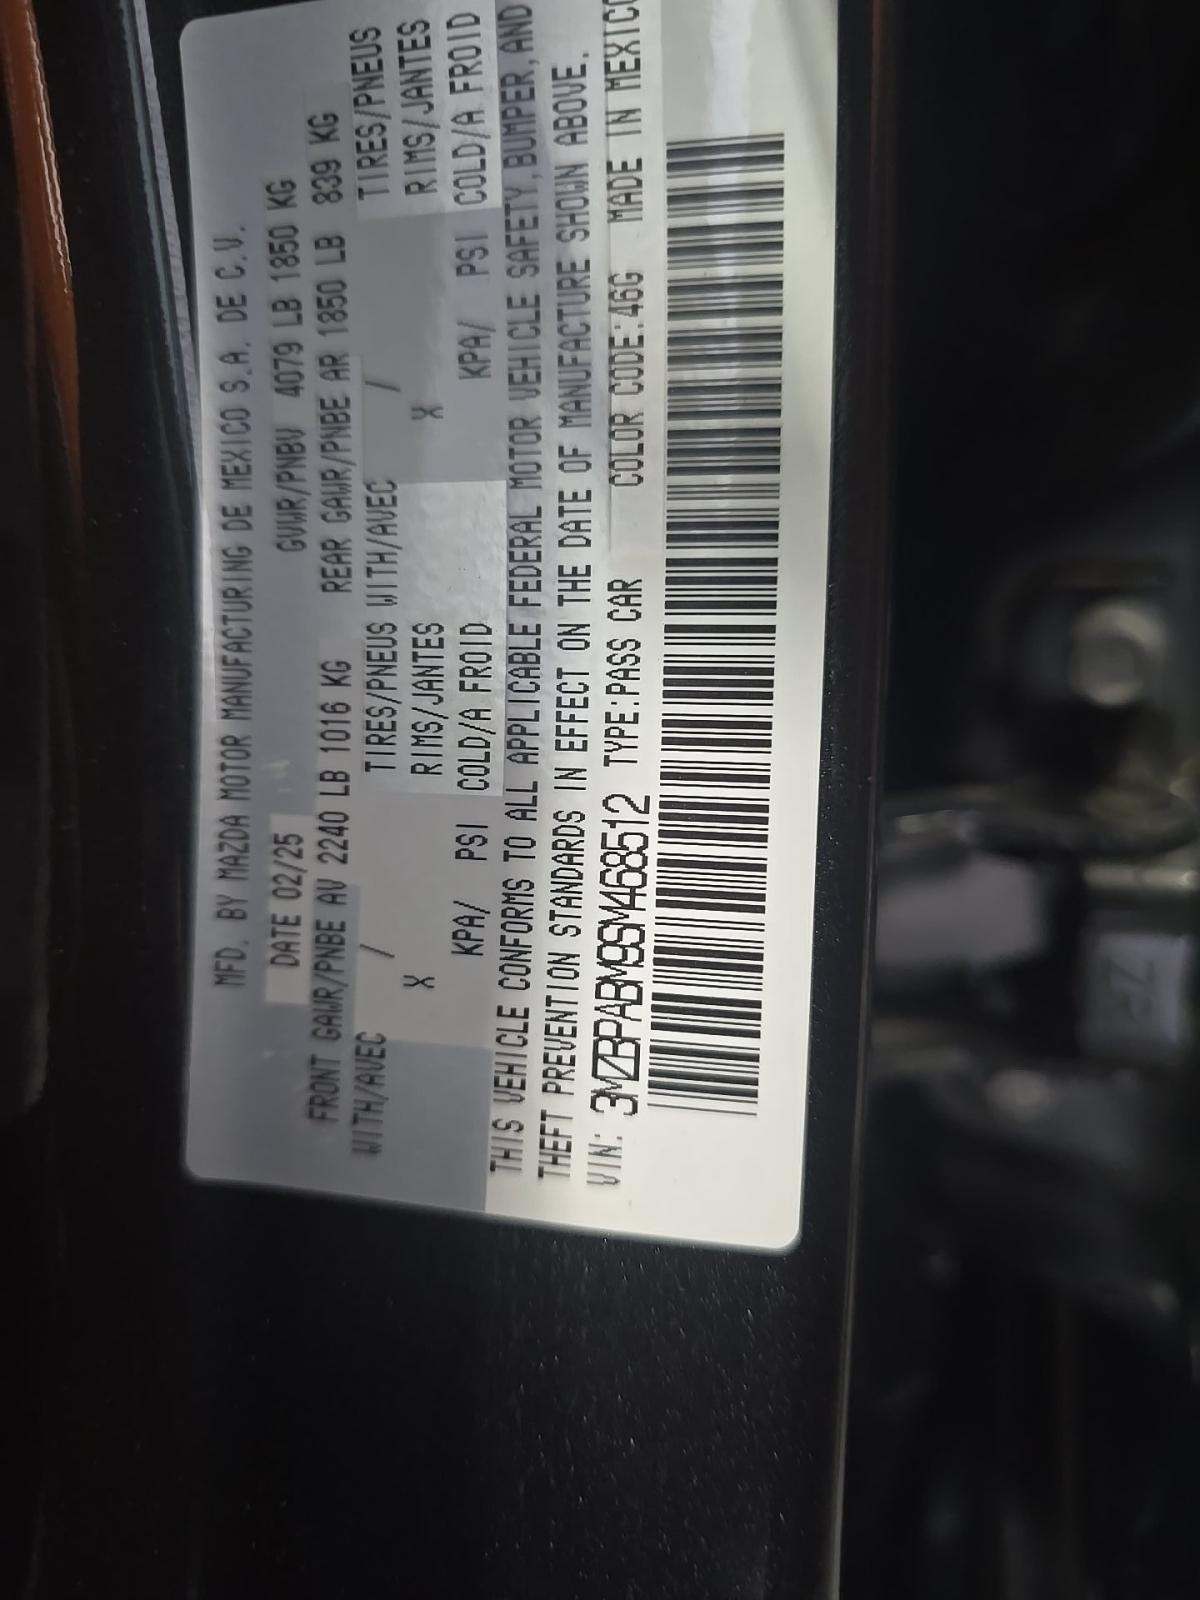 MFD. BY MAZDA MOTOR MANUFACTURING DE MEXICO S.A. DE C.V.
DATE 02/25 GVWR/PNBV 4079 LB 1850 KG
FRONT GAWR/PNBE AV 2240 LB 1016 KG REAR GAWR/PNBE AR 1850 LB 839 KG
WITH/AVEC / TIRES/PNEUS WITH/AVEC / TIRES/PNEUS
X RIMS/JANTES X RIMS/JANTES
KPA/ PSI COLD/A FROID KPA/ PSI COLD/A FROID
THIS VEHICLE CONFORMS TO ALL APPLICABLE FEDERAL MOTOR VEHICLE SAFETY,BUMPER,AND
THEFT PREVENTION STANDARDS IN EFFECT ON THE DATE OF MANUFACTURE SHOWN ABOVE.
VIN: 3MZBPABM9SM468512 TYPE:PASS CAR COLOR CODE:46G MADE IN MEXICO